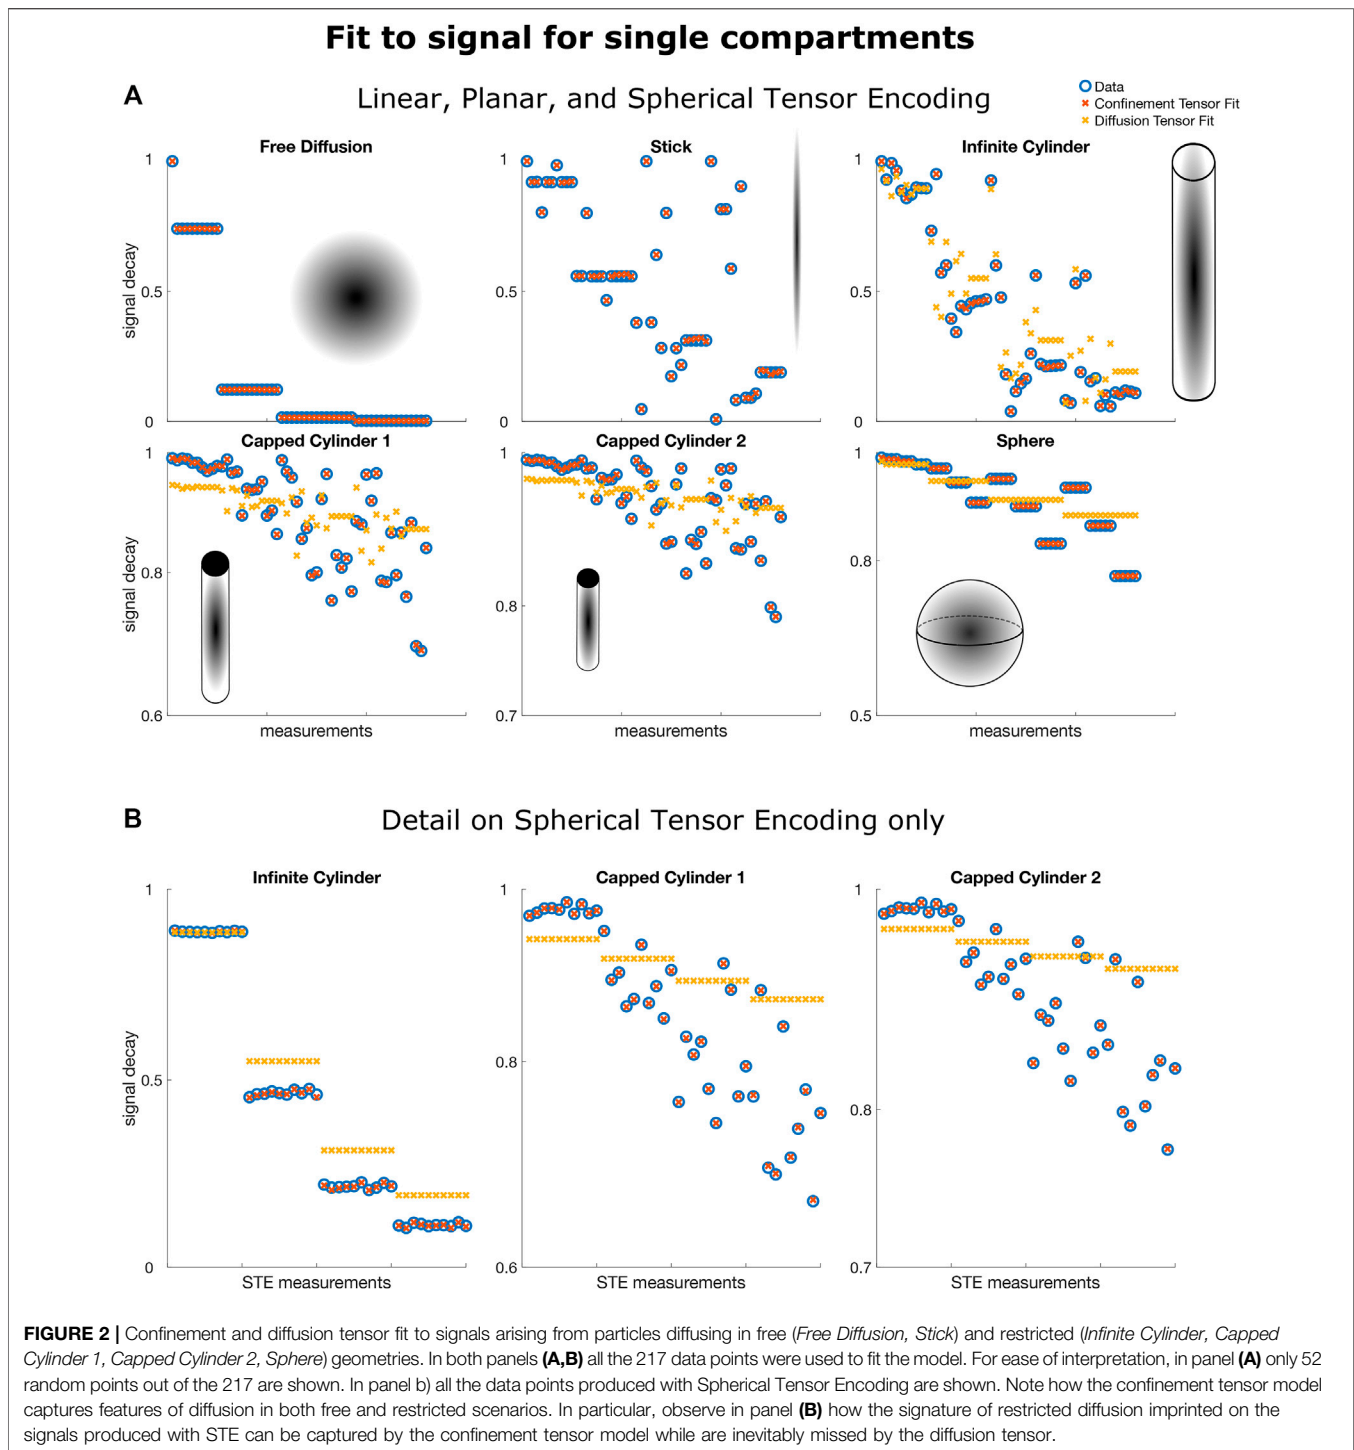 Fit to signal for single compartments
A
Linear, Planar, and Spherical Tensor Encoding
Data
Confinement Tensor Fit
Diffusion Tensor Fit
Free Diffusion
Stick
Infinite Cylinder
1
0.5
0
signal decay
1
0.5
0
1
0.5
0
Capped Cylinder 1
Capped Cylinder 2
Sphere
1
0.8
0.6
signal decay
measurements
1
0.8
0.7
measurements
1
0.8
0.5
measurements
B
Detail on Spherical Tensor Encoding only
Infinite Cylinder
Capped Cylinder 1
Capped Cylinder 2
1
0.5
0
signal decay
STE measurements
1
0.8
0.6
STE measurements
1
0.8
0.7
STE measurements
FIGURE 2 | Confinement and diffusion tensor fit to signals arising from particles diffusing in free (Free Diffusion, Stick) and restricted (Infinite Cylinder, Capped
Cylinder 1, Capped Cylinder 2, Sphere) geometries. In both panels (A,B) all the 217 data points were used to fit the model. For ease of interpretation, in panel (A) only 52
random points out of the 217 are shown. In panel b) all the data points produced with Spherical Tensor Encoding are shown. Note how the confinement tensor model
captures features of diffusion in both free and restricted scenarios. In particular, observe in panel (B) how the signature of restricted diffusion imprinted on the
signals produced with STE can be captured by the confinement tensor model while are inevitably missed by the diffusion tensor.